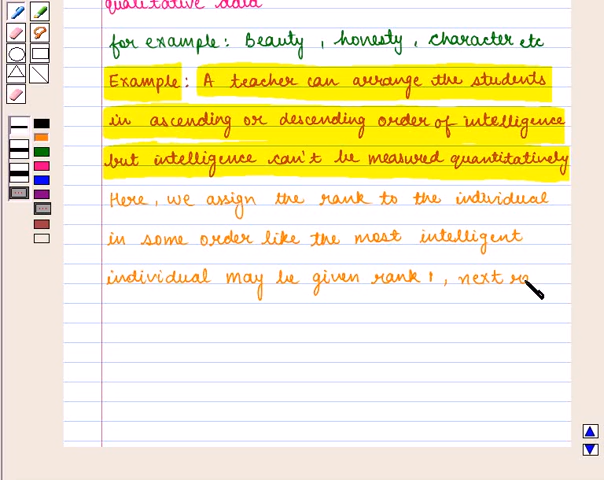 qualitative data
for example: Beauty, honesty, character etc
Example: A teacher can arrange the students
in ascending or descending order of intelligence
but intelligence can't be measured quantitatively
Here, we assign the rank to the individual
in some order like the most intelligent
individual may be given rank 1, next